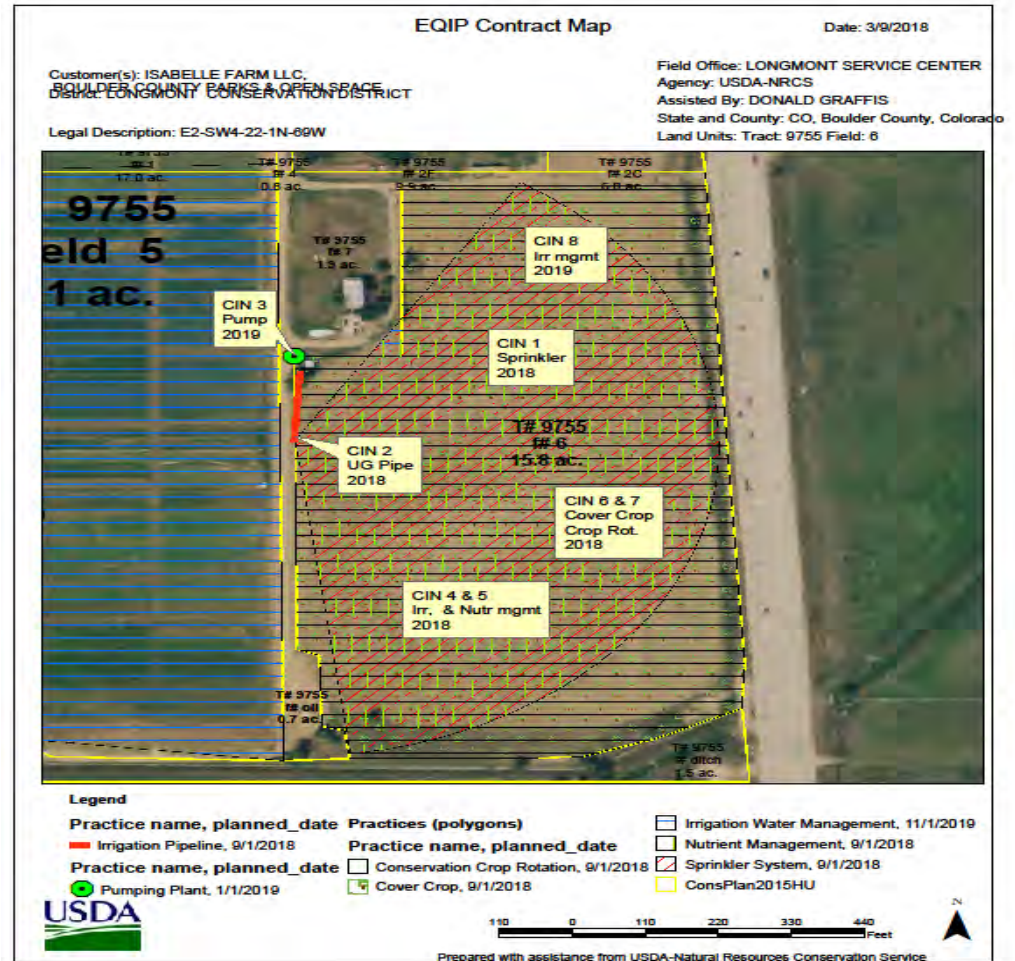 EQIP Contract Map
Date: 3/9/2018
Customer(s): ISABELLE FARM LLC,
BOULDER COUNTY PARKS & OPEN SPACE
District: LONGMONT CONSERVATION DISTRICT
Legal Description: E2-SW4-22-1N-69W
Field Office: LONGMONT SERVICE CENTER
Agency: USDA-NRCS
Assisted By: DONALD GRAFFIS
State and County: CO, Boulder County, Colorado
Land Units: Tract: 9755 Field: 6
T# 9755
f# 1
17.0 ac.
T# 9755
f# 4
0.8 ac.
T# 9755
f# 2F
9.9 ac.
T# 9755
f# 2C
6.0 ac.
9755
eld 5
1 ac.
T# 9755
f# 7
1.9 ac.
CIN 8
Irr mgmt
2019
CIN 3
Pump
2019
CIN 1
Sprinkler
2018
T# 9755
f# 6
15.8 ac.
CIN 2
UG Pipe
2018
CIN 6 & 7
Cover Crop
Crop Rot.
2018
CIN 4 & 5
Irr, & Nutr mgmt
2018
T# 9755
f# oil
0.7 ac.
T# 9755
f# ditch
1.5 ac.
Legend
Practice name, planned_date
Irrigation Pipeline, 9/1/2018
Practice name, planned_date
Pumping Plant, 1/1/2019
Practices (polygons)
Practice name, planned_date
Conservation Crop Rotation, 9/1/2018
Cover Crop, 9/1/2018
Irrigation Water Management, 11/1/2019
Nutrient Management, 9/1/2018
Sprinkler System, 9/1/2018
ConsPlan2015HU
USDA
110 0 110 220 330 440
Feet
N
Prepared with assistance from USDA-Natural Resources Conservation Service